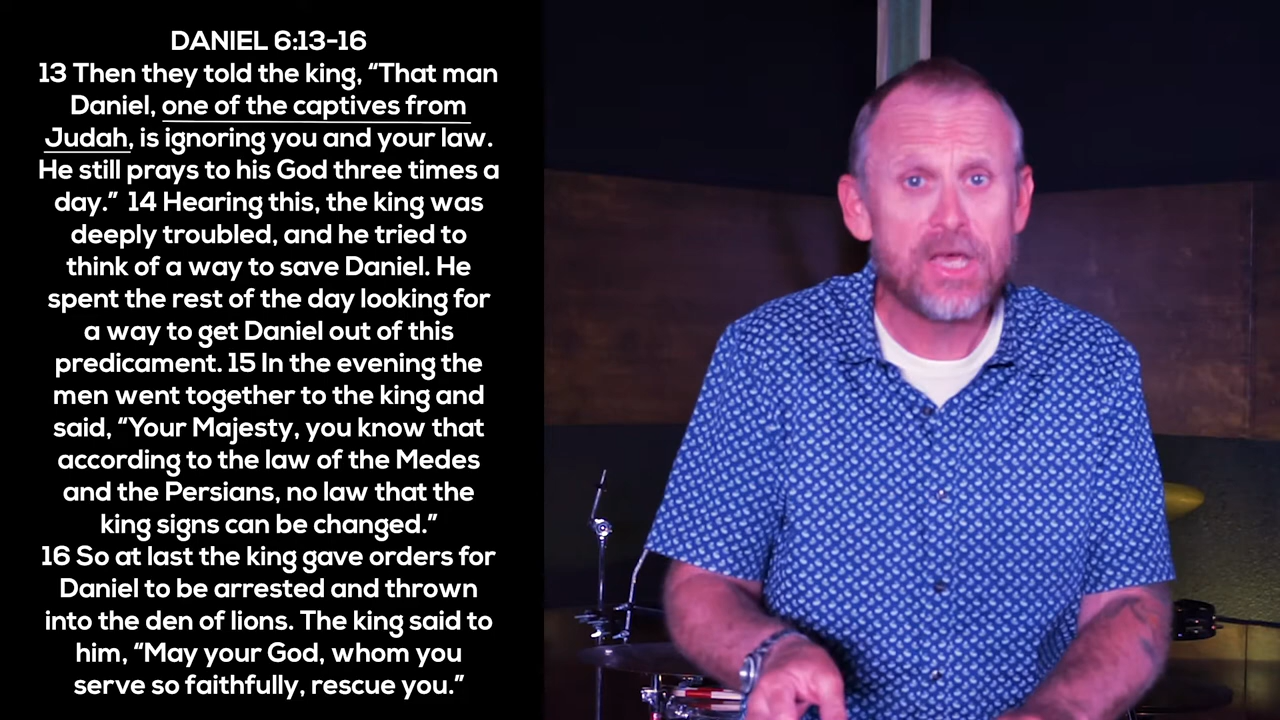 DANIEL 6:13-16
13 Then they told the king, “That man
Daniel, one of the captives from
Judah, is ignoring you and your law.
He still prays to his God three times a
day.” 14 Hearing this, the king was
deeply troubled, and he tried to
think of a way to save Daniel. He
spent the rest of the day looking for
a way to get Daniel out of this
predicament. 15 In the evening the
men went together to the king and
said, “Your Majesty, you know that
according to the law of the Medes
and the Persians, no law that the
king signs can be changed.”
16 So at last the king gave orders for
Daniel to be arrested and thrown
into the den of lions. The king said to
him, “May your God, whom you
serve so faithfully, rescue you.”